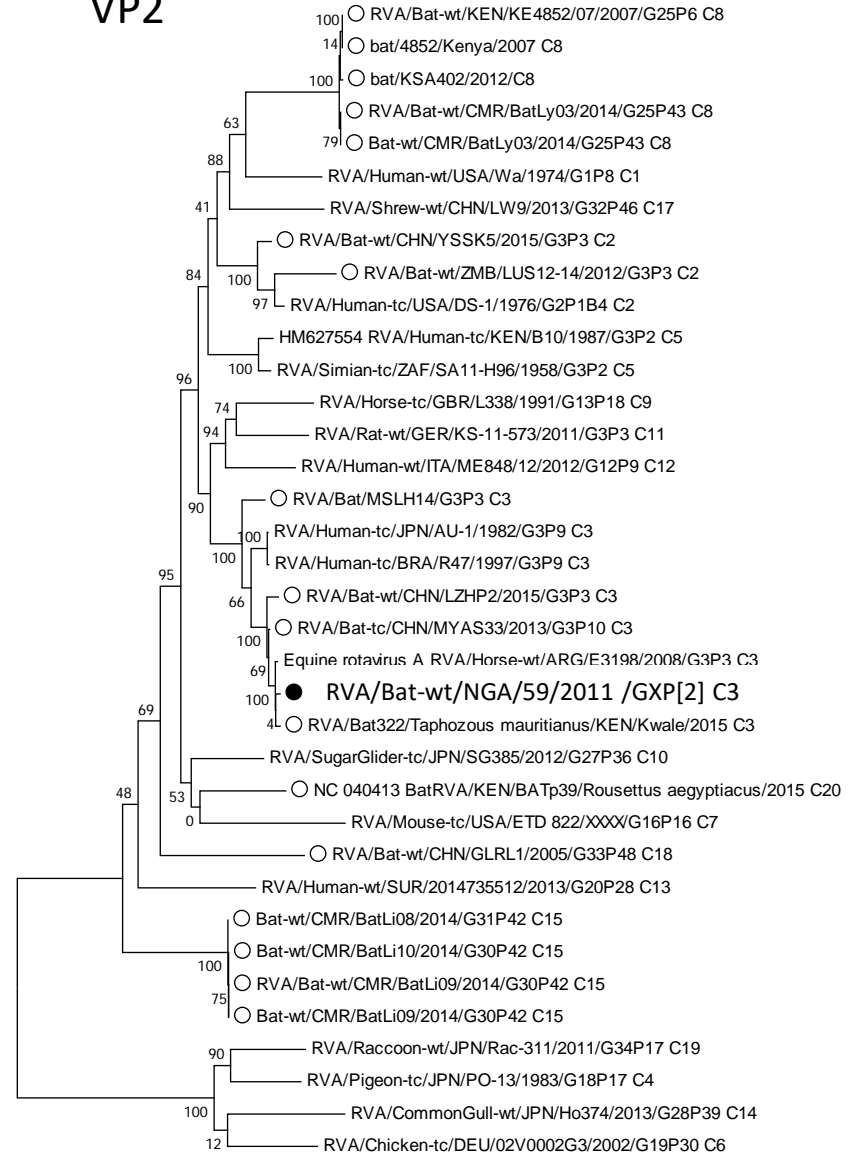 VP2
100
RVA/Bat-wt/KEN/KE4852/07/2007/G25P6 C8
14
bat/4852/Kenya/2007 C8
100
bat/KSA402/2012/C8
RVA/Bat-wt/CMR/BatLy03/2014/G25P43 C8
63
79
Bat-wt/CMR/BatLy03/2014/G25P43 C8
88
RVA/Human-wt/USA/Wa/1974/G1P8 C1
41
RVA/Shrew-wt/CHN/LW9/2013/G32P46 C17
RVA/Bat-wt/CHN/YSSK5/2015/G3P3 C2
84
100
RVA/Bat-wt/ZMB/LUS12-14/2012/G3P3 C2
97
RVA/Human-tc/USA/DS-1/1976/G2P1B4 C2
HM627554 RVA/Human-tc/KEN/B10/1987/G3P2 C5
100
RVA/Simian-tc/ZAF/SA11-H96/1958/G3P2 C5
96
74
RVA/Horse-tc/GBR/L338/1991/G13P18 C9
94
RVA/Rat-wt/GER/KS-11-573/2011/G3P3 C11
RVA/Human-wt/ITA/ME848/12/2012/G12P9 C12
90
RVA/Bat/MSLH14/G3P3 C3
100
RVA/Human-tc/JPN/AU-1/1982/G3P9 C3
100
RVA/Human-tc/BRA/R47/1997/G3P9 C3
95
66
RVA/Bat-wt/CHN/LZHP2/2015/G3P3 C3
100
RVA/Bat-tc/CHN/MYAS33/2013/G3P10 C3
69
Equine rotavirus A RVA/Horse-wt/ARG/E3198/2008/G3P3 C3
100
RVA/Bat-wt/NGA/59/2011 /GXP[2] C3
69
4
RVA/Bat322/Taphozous mauritianus/KEN/Kwale/2015 C3
RVA/SugarGlider-tc/JPN/SG385/2012/G27P36 C10
48
53
NC 040413 BatRVA/KEN/BATp39/Rousettus aegyptiacus/2015 C20
0
RVA/Mouse-tc/USA/ETD 822/XXXX/G16P16 C7
RVA/Bat-wt/CHN/GLRL1/2005/G33P48 C18
RVA/Human-wt/SUR/2014735512/2013/G20P28 C13
Bat-wt/CMR/BatLi08/2014/G31P42 C15
100
Bat-wt/CMR/BatLi10/2014/G30P42 C15
75
RVA/Bat-wt/CMR/BatLi09/2014/G30P42 C15
Bat-wt/CMR/BatLi09/2014/G30P42 C15
90
RVA/Raccoon-wt/JPN/Rac-311/2011/G34P17 C19
RVA/Pigeon-tc/JPN/PO-13/1983/G18P17 C4
100
RVA/CommonGull-wt/JPN/Ho374/2013/G28P39 C14
12
RVA/Chicken-tc/DEU/02V0002G3/2002/G19P30 C6